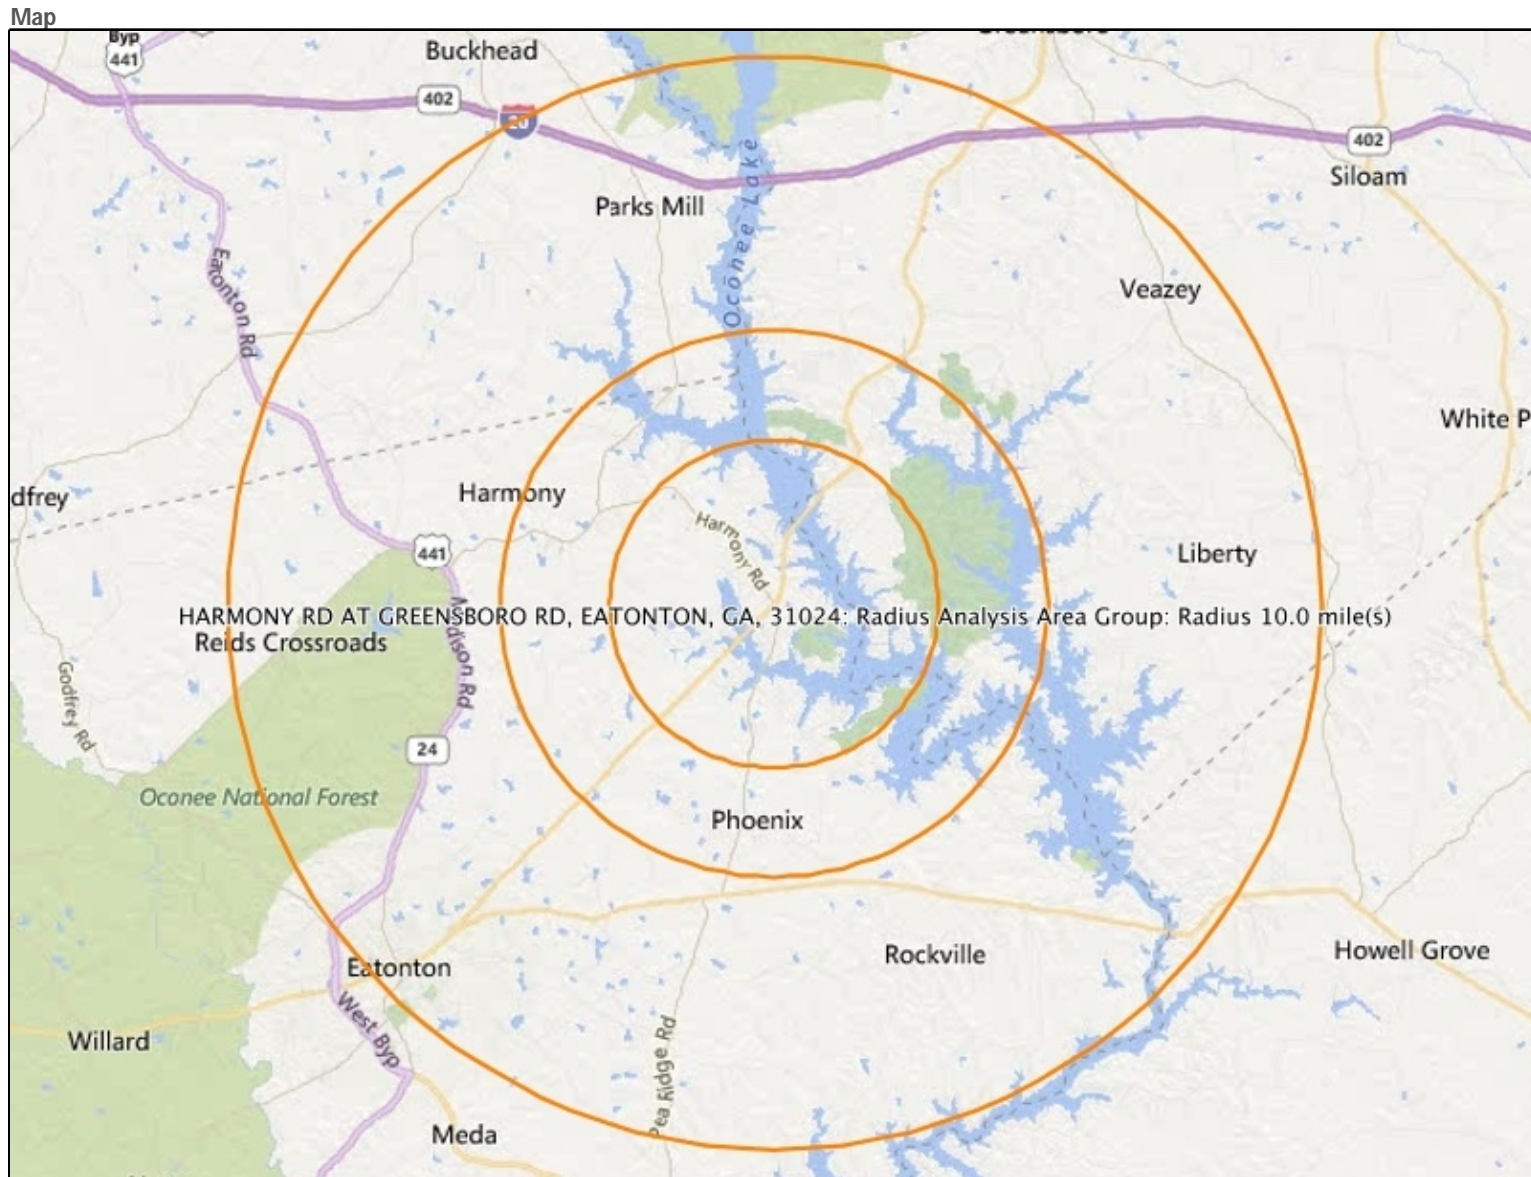 Map
Byp
441
Buckhead
Greensboro
402
20
402
Siloam
Parks Mill
Oconee Lake
Eatonton Rd
Veazey
White P
dfrey
Harmony
Harmony Rd
441
Liberty
HARMONY RD AT GREENSBORO RD, EATONTON, GA, 31024: Radius Analysis Area Group: Radius 10.0 mile(s)
Reids Crossroads
Madison Rd
Godfrey Rd
24
Oconee National Forest
Phoenix
Rockville
Howell Grove
Eatonton
West Byp
Willard
Pea Ridge Rd
Meda